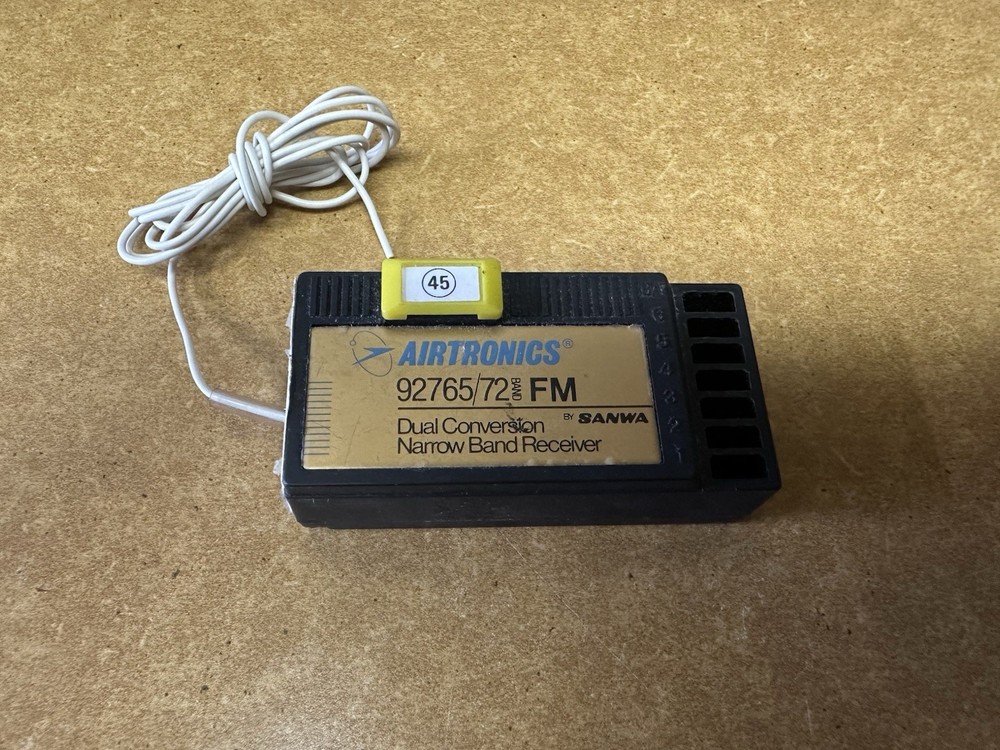 45
AIRTRONICS®
92765/72 BAND FM
BY SANWA
Dual Conversion
Narrow Band Receiver
6
5
4
3
2
1